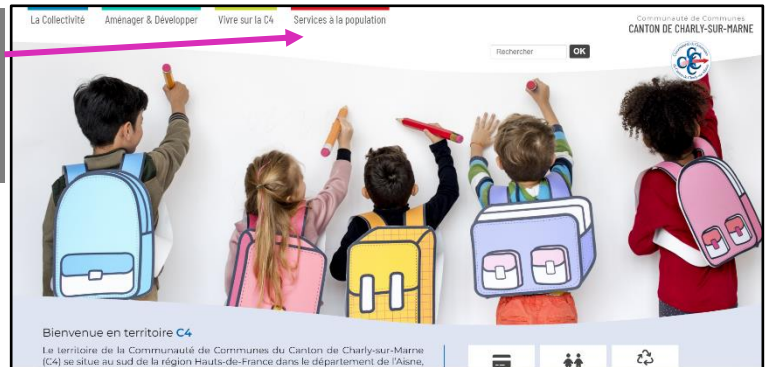 La Collectivité
Aménager & Développer
Vivre sur la C4
Services à la population
Communauté de Communes
CANTON DE CHARLY-SUR-MARNE
Rechercher
OK
Bienvenue en territoire C4
Le territoire de la Communauté de Communes du Canton de Charly-sur-Marne
(C4) se situe au sud de la région Hauts-de-France dans le département de l'Aisne,